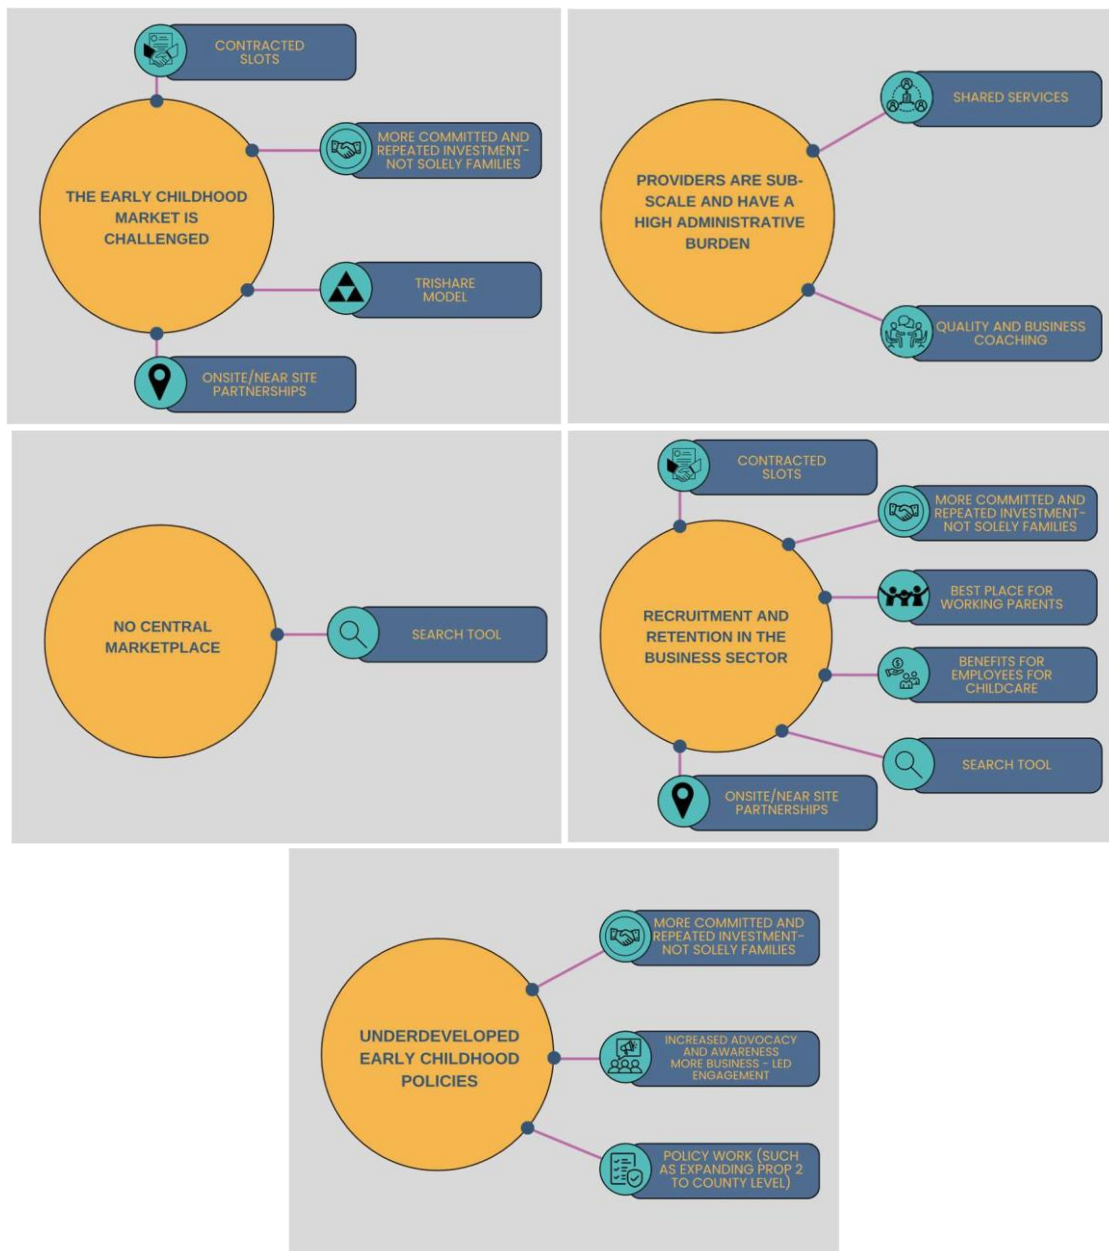 CONTRACTED
SLOTS
MORE COMMITTED AND
REPEATED INVESTMENT-
NOT SOLELY FAMILIES
THE EARLY CHILDHOOD
MARKET IS
CHALLENGED
TRISHARE
MODEL
ONSITE/NEAR SITE
PARTNERSHIPS
SHARED SERVICES
PROVIDERS ARE SUB-
SCALE AND HAVE A
HIGH ADMINISTRATIVE
BURDEN
QUALITY AND BUSINESS
COACHING
NO CENTRAL
MARKETPLACE
SEARCH TOOL
CONTRACTED
SLOTS
MORE COMMITTED AND
REPEATED INVESTMENT-
NOT SOLELY FAMILIES
BEST PLACE FOR
WORKING PARENTS
RECRUITMENT AND
RETENTION IN THE
BUSINESS SECTOR
BENEFITS FOR
EMPLOYEES FOR
CHILDCARE
SEARCH TOOL
ONSITE/NEAR SITE
PARTNERSHIPS
MORE COMMITTED AND
REPEATED INVESTMENT-
NOT SOLELY FAMILIES
UNDERDEVELOPED
EARLY CHILDHOOD
POLICIES
INCREASED ADVOCACY
AND AWARENESS
MORE BUSINESS - LED
ENGAGEMENT
POLICY WORK (SUCH
AS EXPANDING PROP 2
TO COUNTY LEVEL)